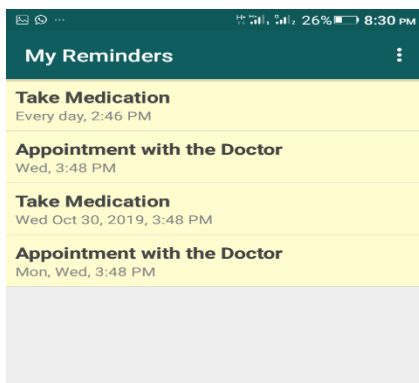 26% 8:30 PM
My Reminders
Take Medication
Every day, 2:46 PM
Appointment with the Doctor
Wed, 3:48 PM
Take Medication
Wed Oct 30, 2019, 3:48 PM
Appointment with the Doctor
Mon, Wed, 3:48 PM